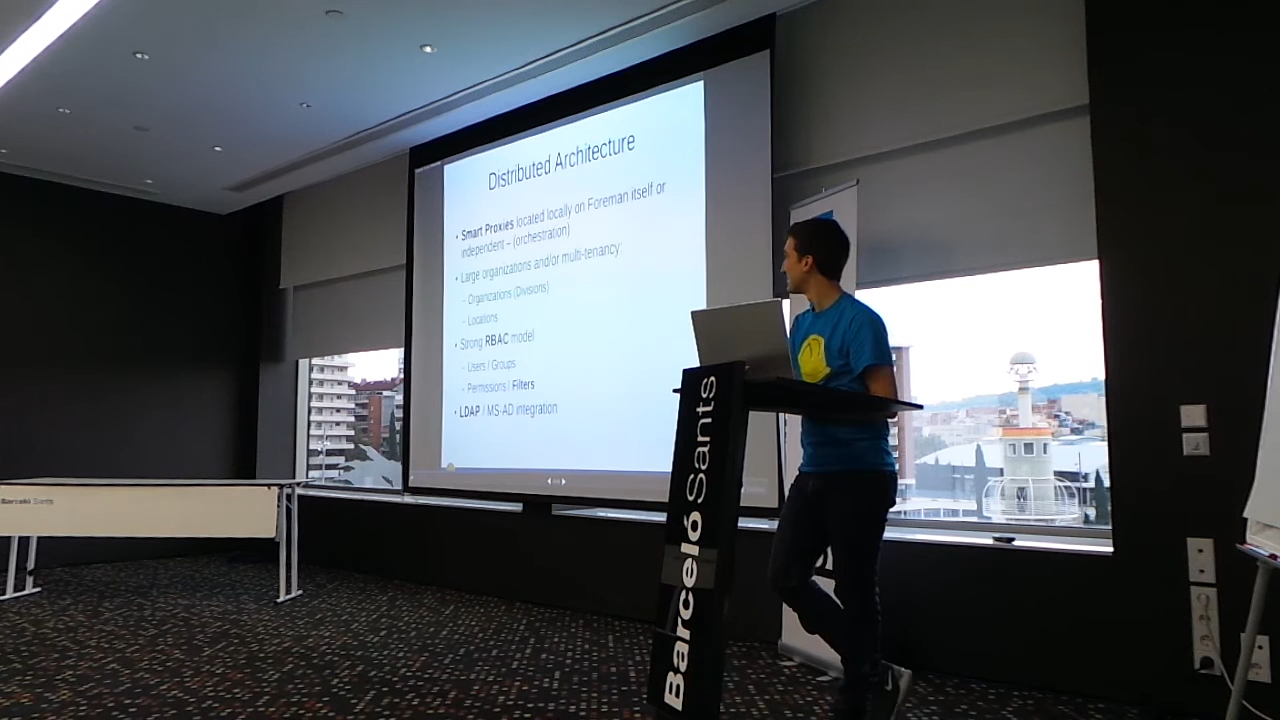 Distributed Architecture
• Smart Proxies located locally on Foreman itself or
independent – (orchestration)
• Large organizations and/or multi-tenancy
– Organizations (Divisions)
– Locations
• Strong RBAC model
– Users / Groups
– Permissions / Filters
• LDAP / MS-AD integration
Barceló Sants
Barceló Sants